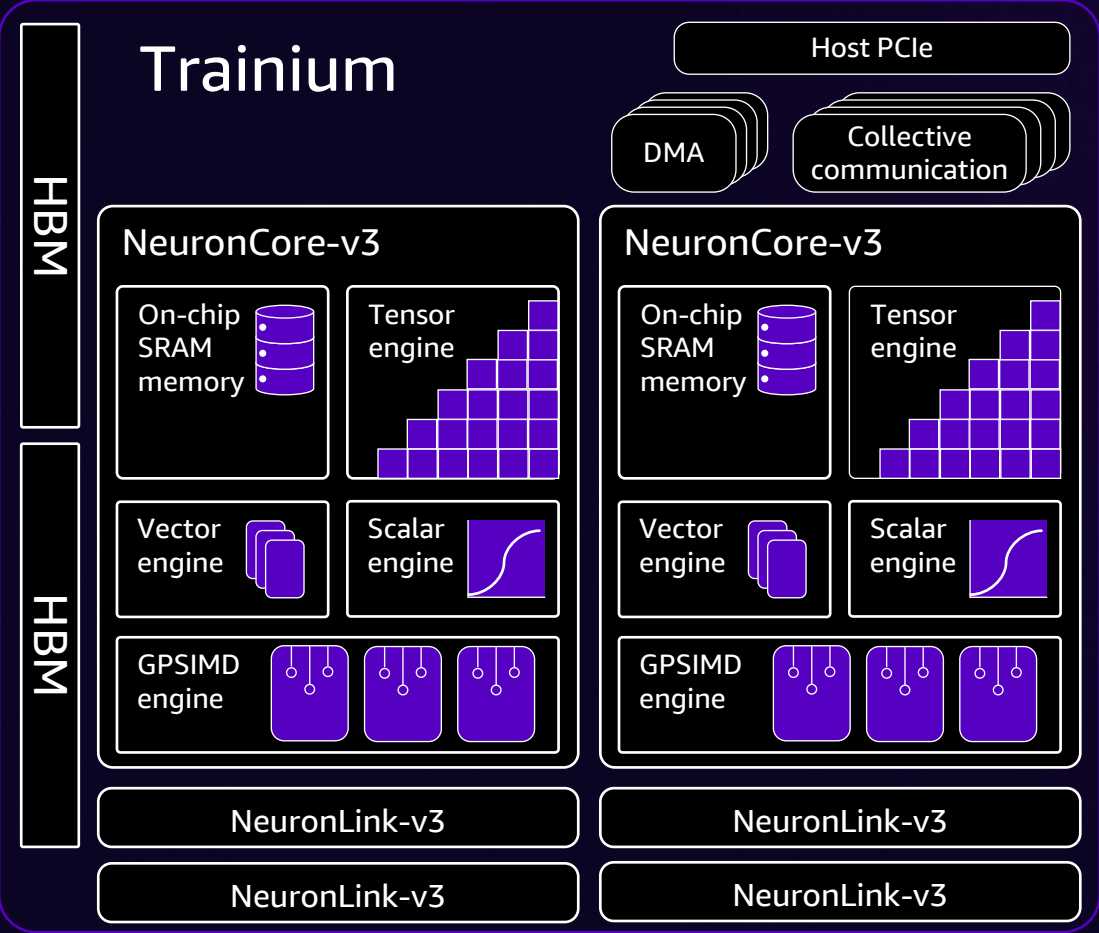 Trainium
Host PCIe
DMA
Collective
communication
HBM
HBM
NeuronCore-v3
On-chip
SRAM
memory
Tensor
engine
Vector
engine
Scalar
engine
GPSIMD
engine
NeuronCore-v3
On-chip
SRAM
memory
Tensor
engine
Vector
engine
Scalar
engine
GPSIMD
engine
NeuronLink-v3
NeuronLink-v3
NeuronLink-v3
NeuronLink-v3